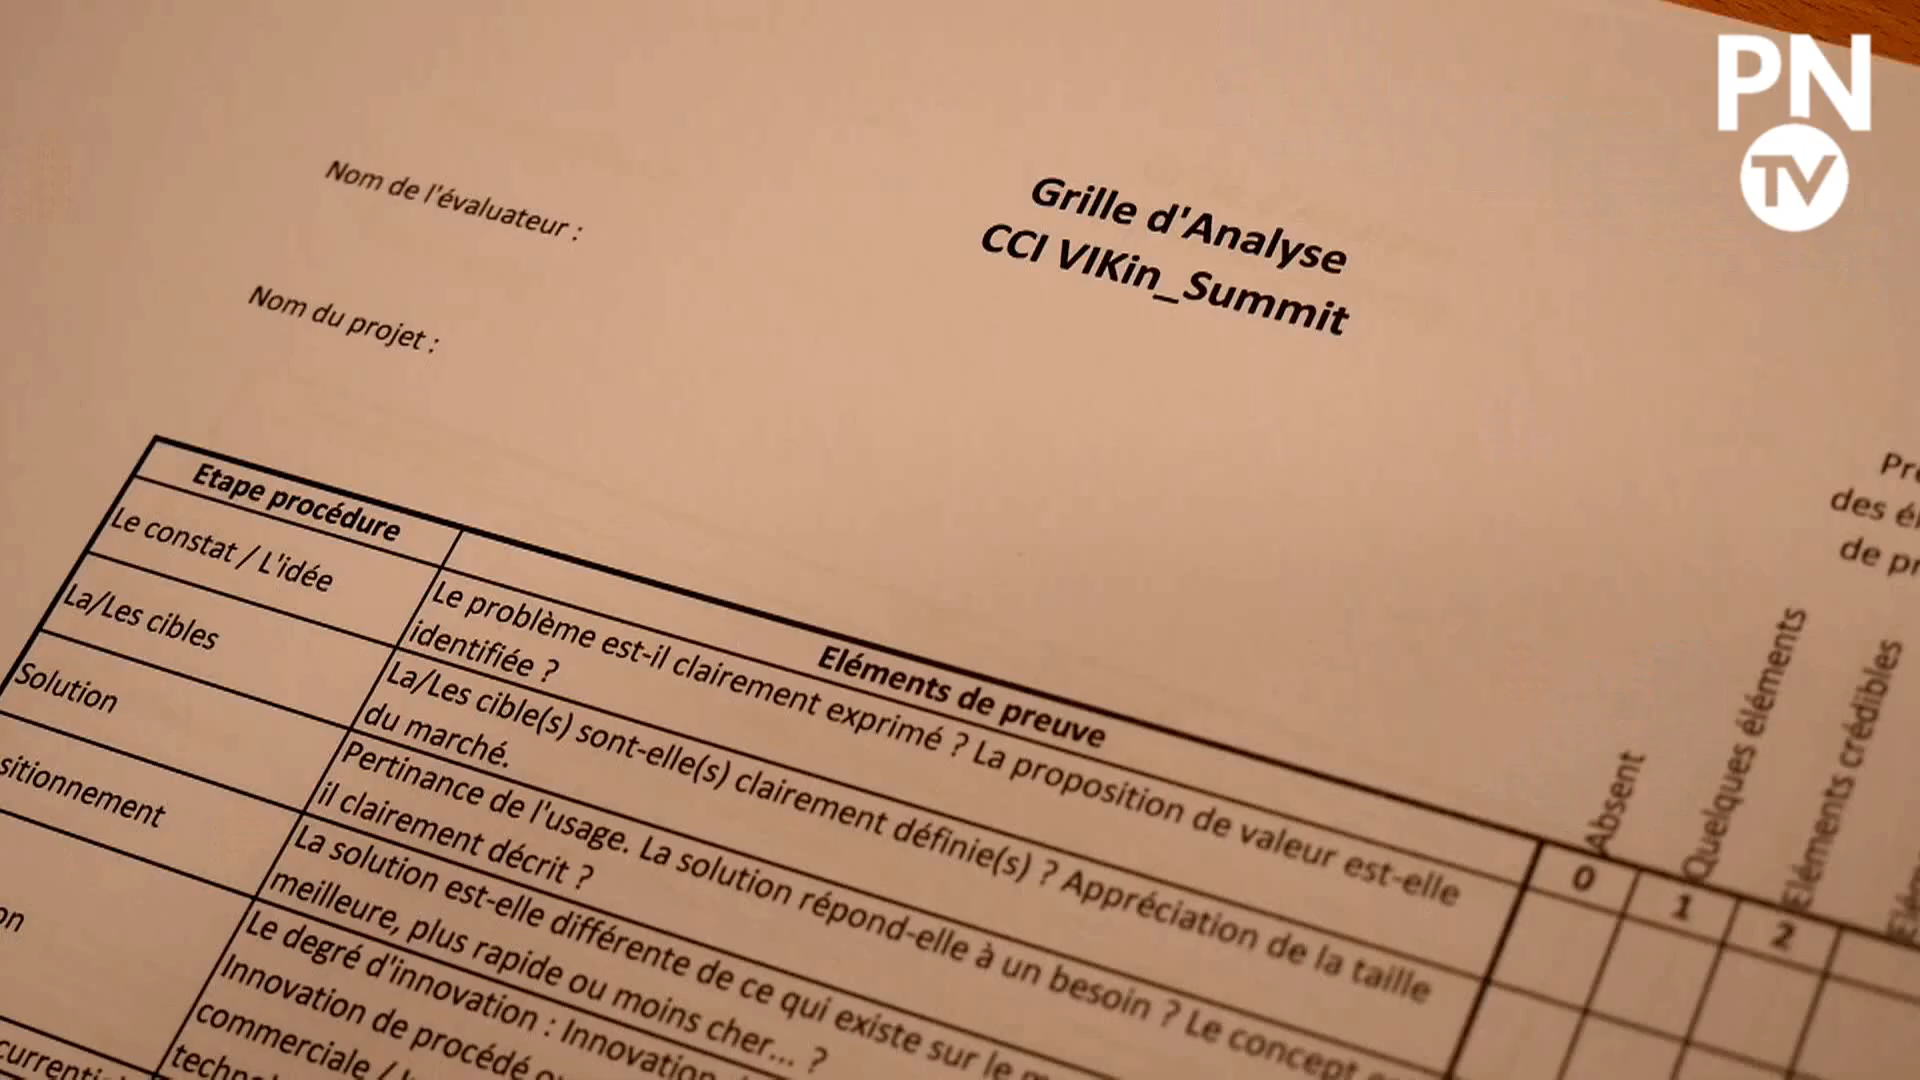 PN
TV
Nom de l'évaluateur :
Grille d'Analyse
CCI VIKin_Summit
Nom du projet :
des
de
Etape procédure
Eléments de preuve
Absent
Quelques éléments
Eléments crédibles
0
1
2
Le constat / L'idée
Le problème est-il clairement exprimé ? La proposition de valeur est-elle
identifiée ?
La/Les cibles
La/Les cible(s) sont-elle(s) clairement définie(s) ? Appréciation de la taille
du marché.
Solution
Pertinance de l'usage. La solution répond-elle à un besoin ? Le concept
il clairement décrit ?
sitionnement
La solution est-elle différente de ce qui existe sur le
meilleure, plus rapide ou moins cher... ?
on
Le degré d'innovation : Innovation
Innovation de procédé
commerciale /